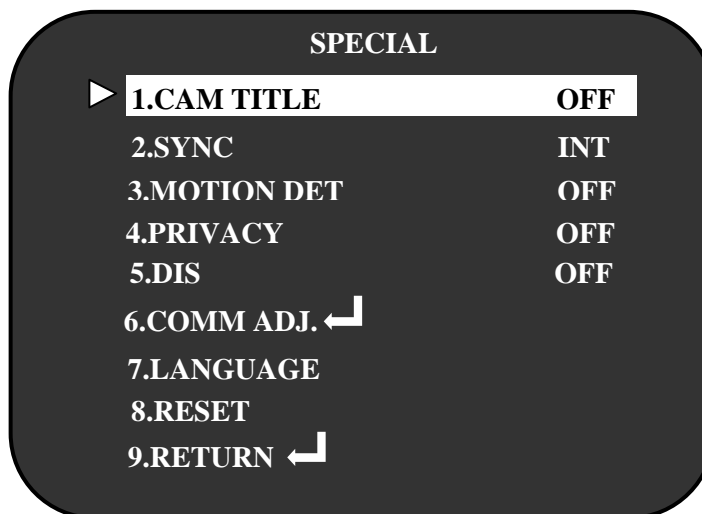 SPECIAL
1.CAM TITLE OFF
2.SYNC INT
3.MOTION DET OFF
4.PRIVACY OFF
5.DIS OFF
6.COMM ADJ.
7.LANGUAGE
8.RESET
9.RETURN